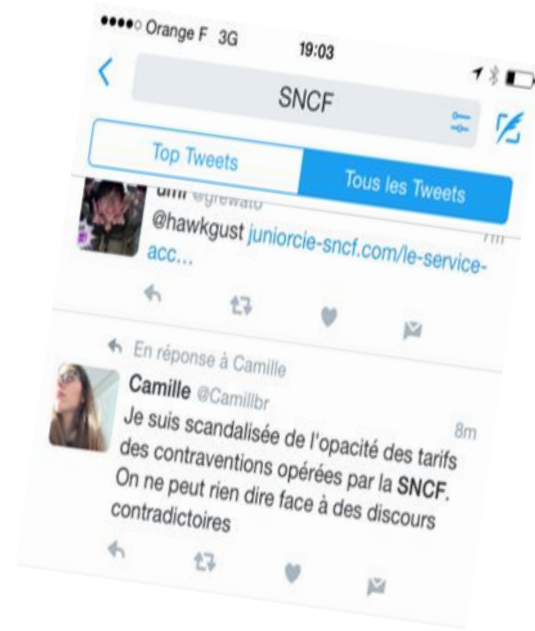 Orange F 3G 19:03
SNCF
Top Tweets Tous les Tweets
@hawkgust juniorcie-sncf.com/le-service-
acc...
En réponse à Camille
Camille @Camillbr 8m
Je suis scandalisée de l'opacité des tarifs
des contraventions opérées par la SNCF.
On ne peut rien dire face à des discours
contradictoires